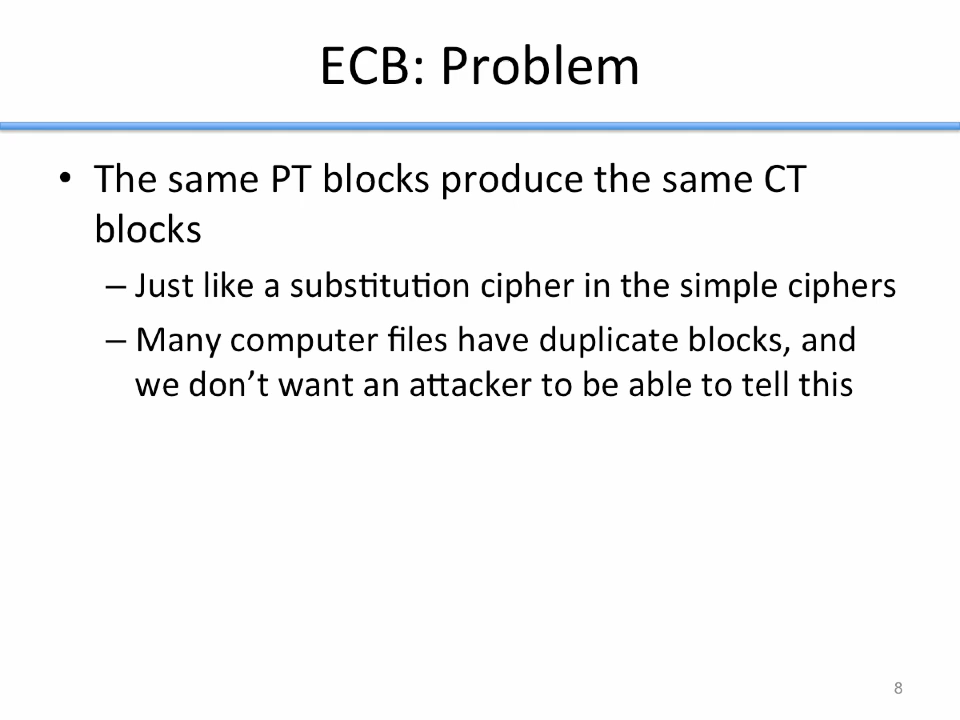 ECB: Problem
• The same PT blocks produce the same CT
blocks
– Just like a substitution cipher in the simple ciphers
– Many computer files have duplicate blocks, and
we don’t want an attacker to be able to tell this
8